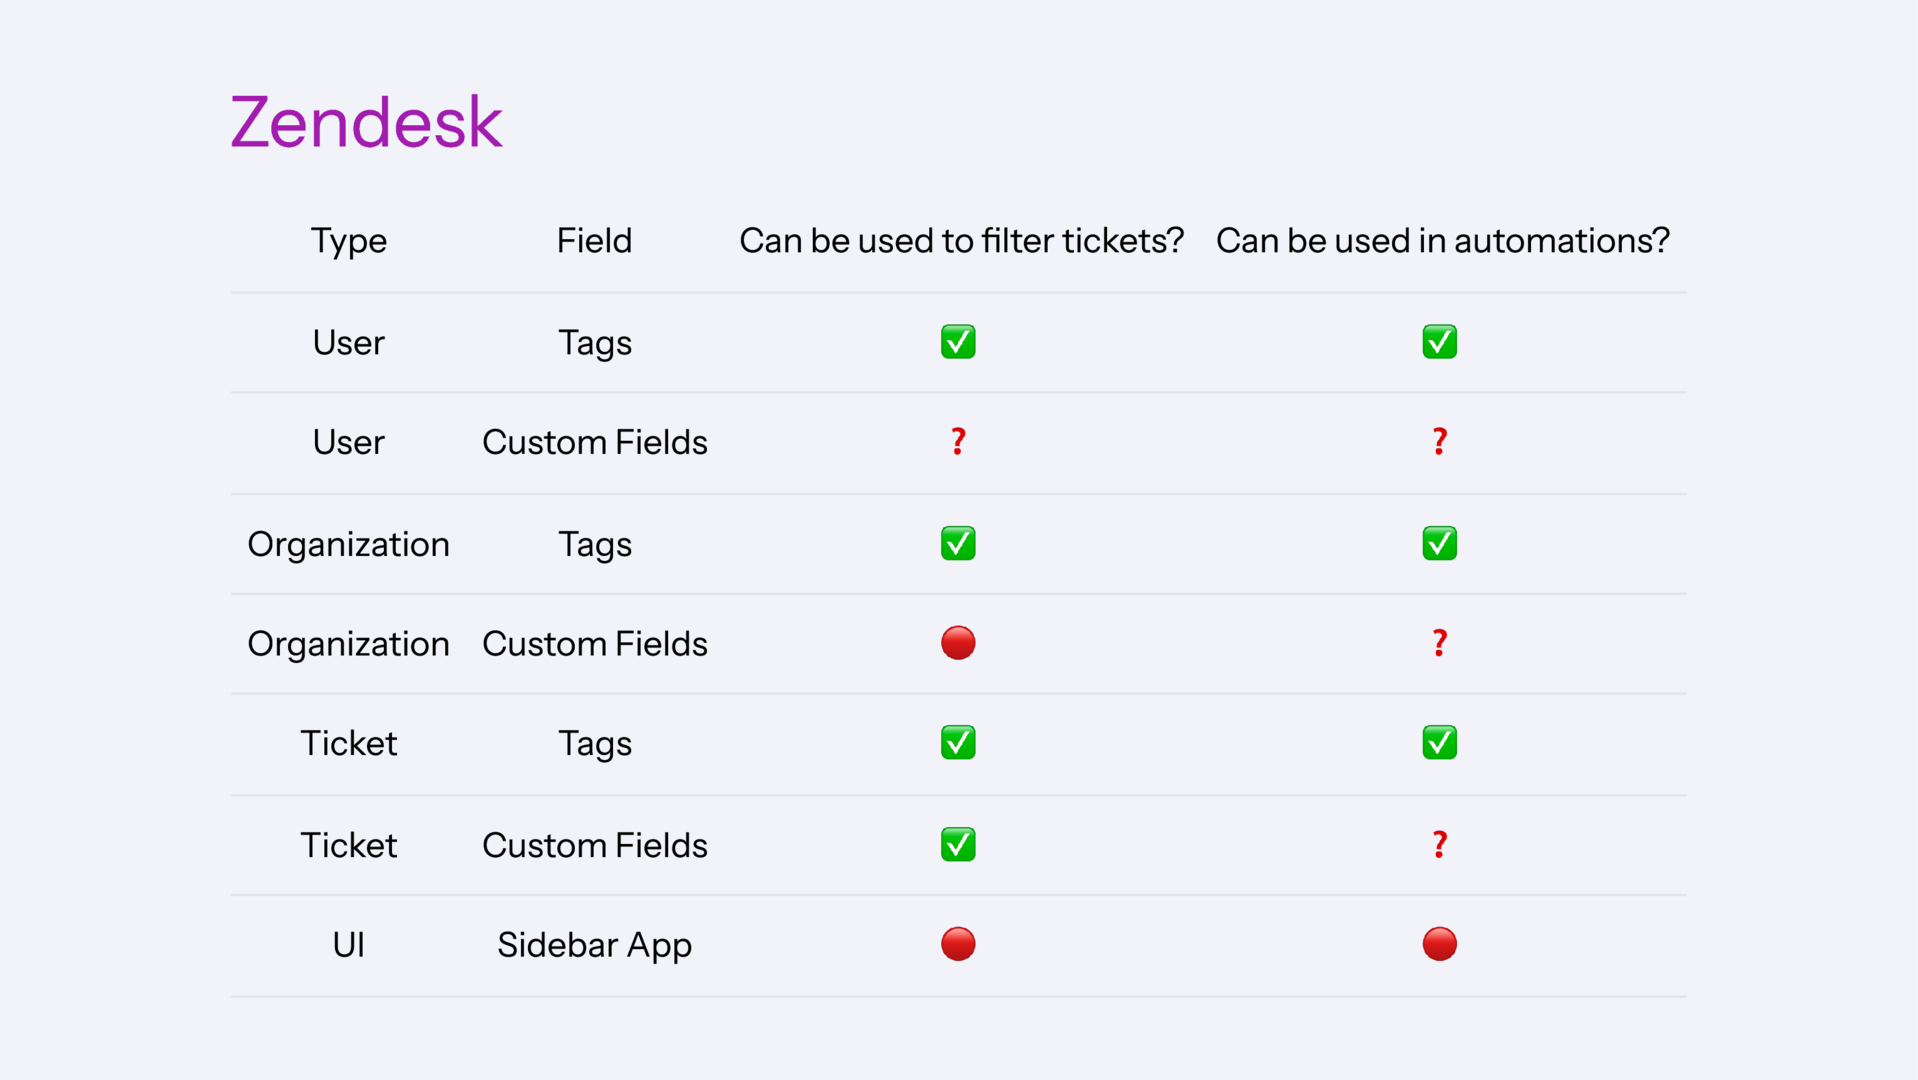 Zendesk
Type Field Can be used to filter tickets? Can be used in automations?
User Tags ✅ ✅
User Custom Fields ❓ ❓
Organization Tags ✅ ✅
Organization Custom Fields 🔴 ❓
Ticket Tags ✅ ✅
Ticket Custom Fields ✅ ❓
UI Sidebar App 🔴 🔴